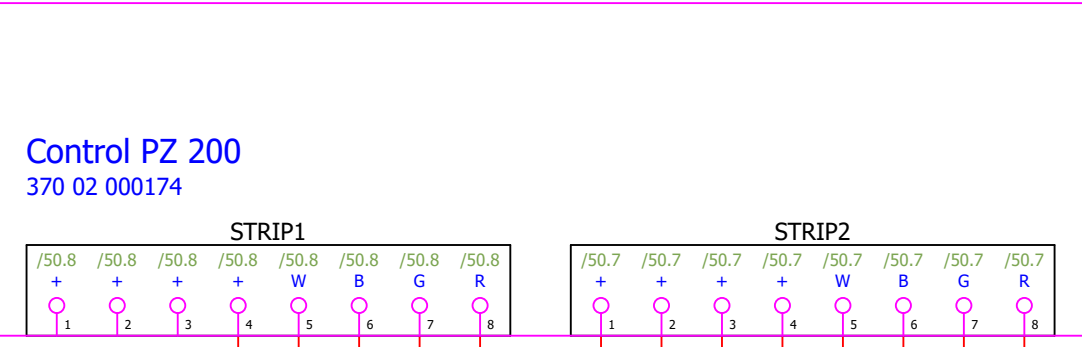 Control PZ 200
370 02 000174
STRIP1 STRIP2
/50.8 /50.8 /50.8 /50.8 /50.8 /50.8 /50.8 /50.8 /50.7 /50.7 /50.7 /50.7 /50.7 /50.7 /50.7 /50.7
+ + + + W B G R + + + + W B G R
1 2 3 4 5 6 7 8 1 2 3 4 5 6 7 8